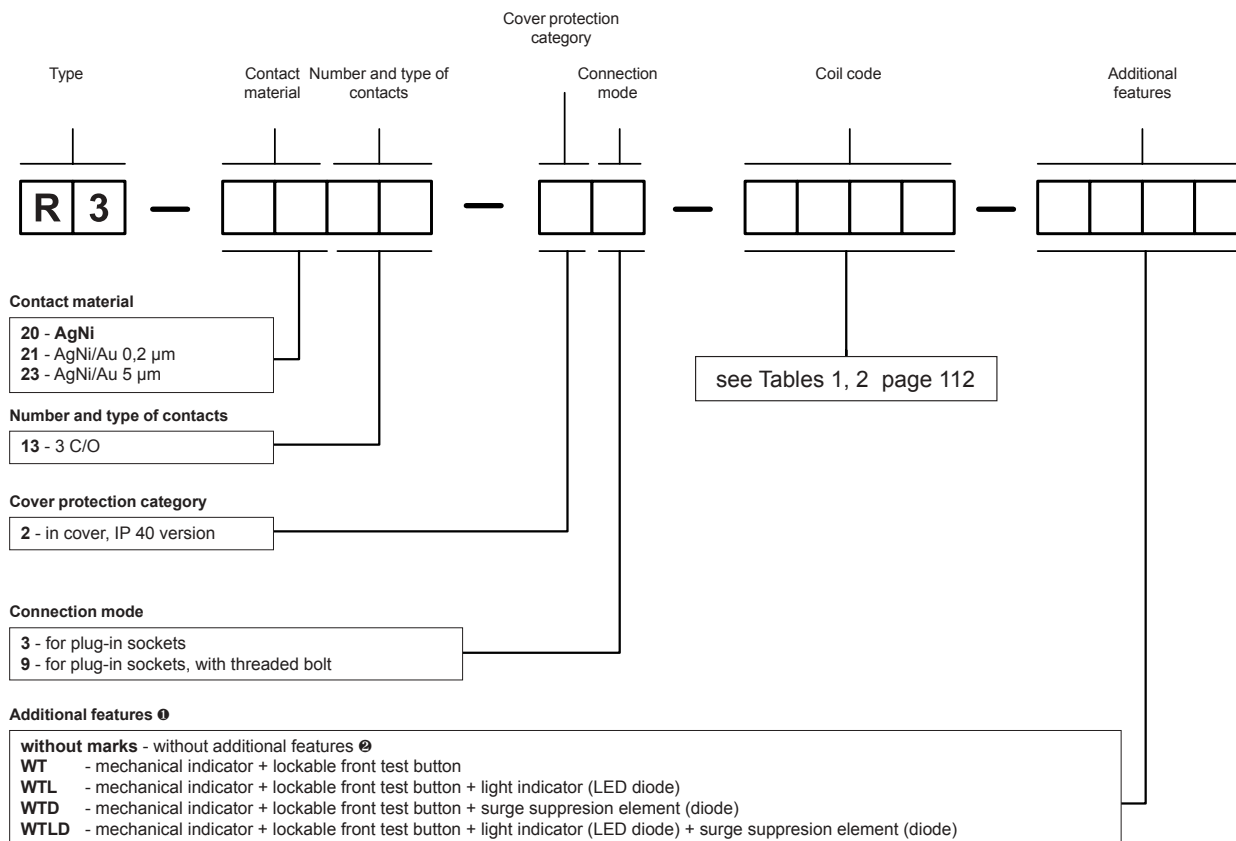 Cover protection
category
Type
Contact
material
Number and type of
contacts
Connection
mode
Coil code
Additional
features
R 3 — — — —
Contact material
20 - AgNi
21 - AgNi/Au 0,2 µm
23 - AgNi/Au 5 µm
see Tables 1, 2 page 112
Number and type of contacts
13 - 3 C/O
Cover protection category
2 - in cover, IP 40 version
Connection mode
3 - for plug-in sockets
9 - for plug-in sockets, with threaded bolt
Additional features ❶
without marks - without additional features ❷
WT - mechanical indicator + lockable front test button
WTL - mechanical indicator + lockable front test button + light indicator (LED diode)
WTD - mechanical indicator + lockable front test button + surge suppresion element (diode)
WTLD - mechanical indicator + lockable front test button + light indicator (LED diode) + surge suppresion element (diode)